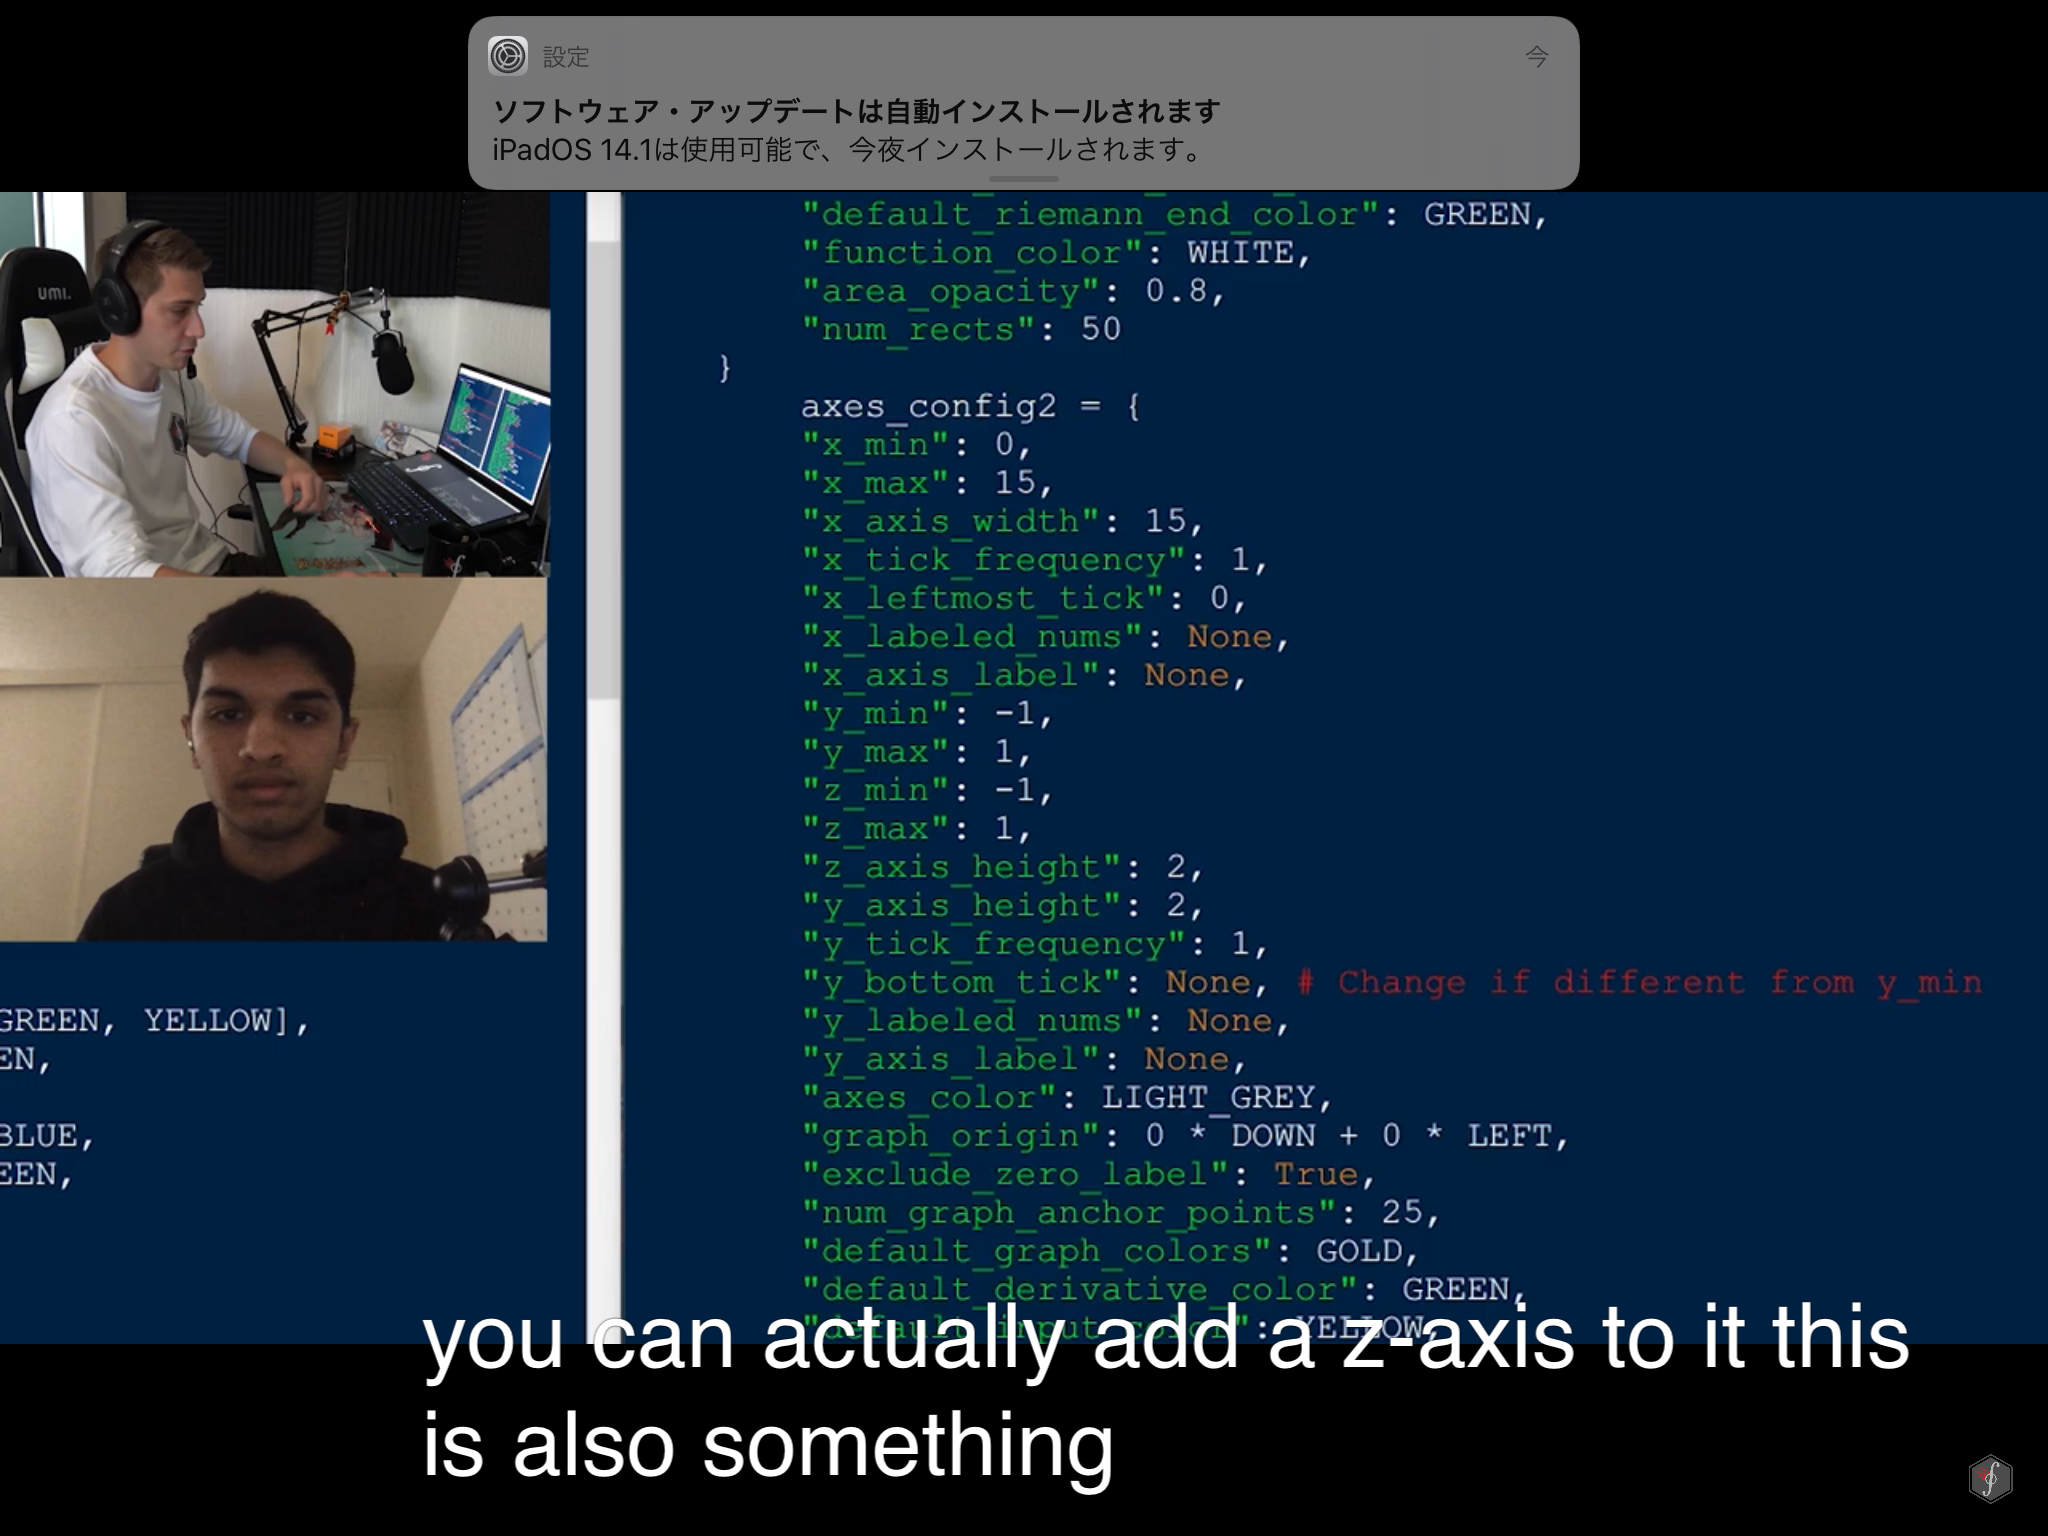 設定
今
ソフトウェア・アップデートは自動インストールされます
iPadOS 14.1は使用可能で、今夜インストールされます。
umi.
GREEN, YELLOW],
EN,
BLUE,
EEN,
"default_riemann_end_color": GREEN,
"function_color": WHITE,
"area_opacity": 0.8,
"num_rects": 50
}
axes_config2 = {
"x_min": 0,
"x_max": 15,
"x_axis_width": 15,
"x_tick_frequency": 1,
"x_leftmost_tick": 0,
"x_labeled_nums": None,
"x_axis_label": None,
"y_min": -1,
"y_max": 1,
"z_min": -1,
"z_max": 1,
"z_axis_height": 2,
"y_axis_height": 2,
"y_tick_frequency": 1,
"y_bottom_tick": None, # Change if different from y_min
"y_labeled_nums": None,
"y_axis_label": None,
"axes_color": LIGHT_GREY,
"graph_origin": 0 * DOWN + 0 * LEFT,
"exclude_zero_label": True,
"num_graph_anchor_points": 25,
"default_graph_colors": GOLD,
"default_derivative_color": GREEN,
"default_input_color": YELLOW,
you can actually add a z-axis to it this
is also something